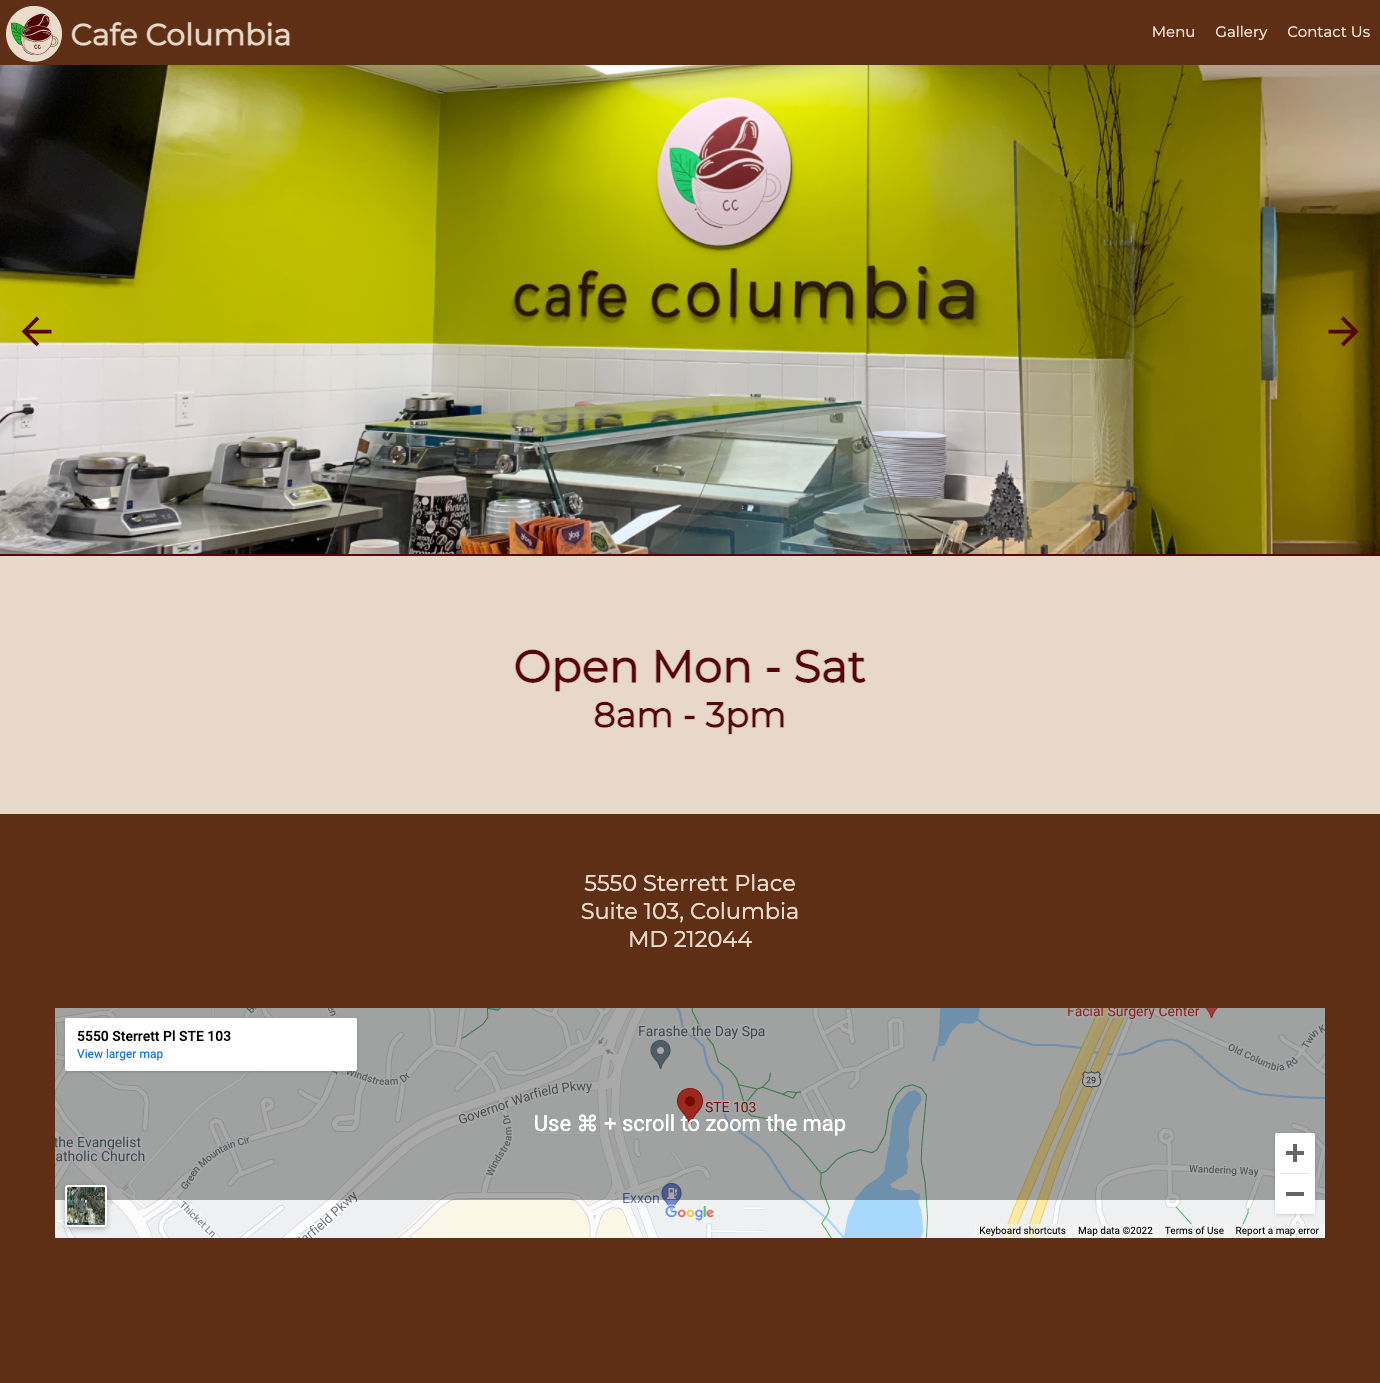 CC
Cafe Columbia
Menu
Gallery
Contact Us
CC
cafe columbia
Open Mon - Sat
8am - 3pm
5550 Sterrett Place
Suite 103, Columbia
MD 212044
5550 Sterrett Pl STE 103
View larger map
Facial Surgery Center
Farashe the Day Spa
Old Columbia Rd
Twin K
Windstream Dr
29
Governor Warfield Pkwy
STE 103
Use ⌘ + scroll to zoom the map
the Evangelist
atholic Church
Green Mountain Cir
Windstream D
Wandering Way
Exxon
Thicket Ln
rfield Pkwy
Google
Keyboard shortcuts
Map data ©2022
Terms of Use
Report a map error